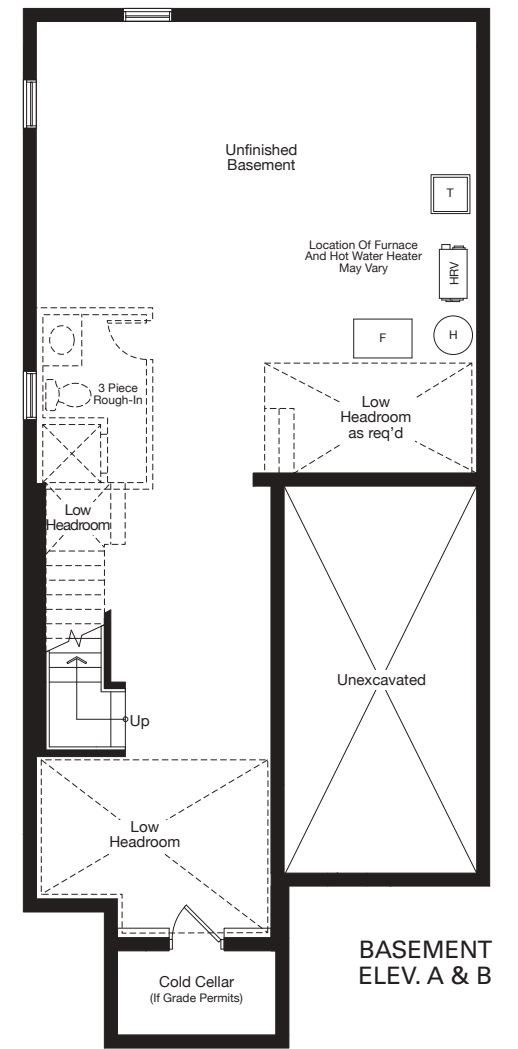 Unfinished
Basement
T
Location Of Furnace
And Hot Water Heater
May Vary
HRV
F
H
3 Piece
Rough-In
Low
Headroom
as req'd
Low
Headroom
Unexcavated
Up
Low
Headroom
Cold Cellar
(If Grade Permits)
BASEMENT
ELEV. A & B